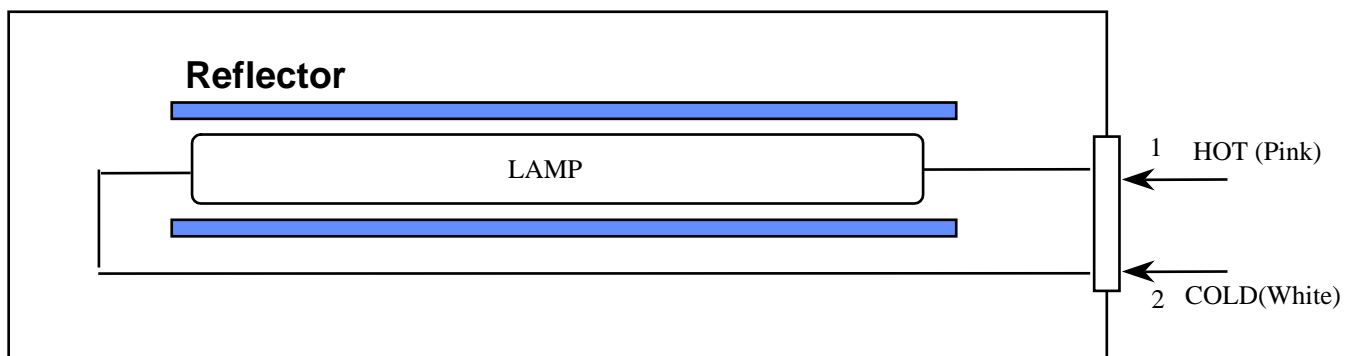 Reflector
LAMP
1
HOT (Pink)
2
COLD(White)